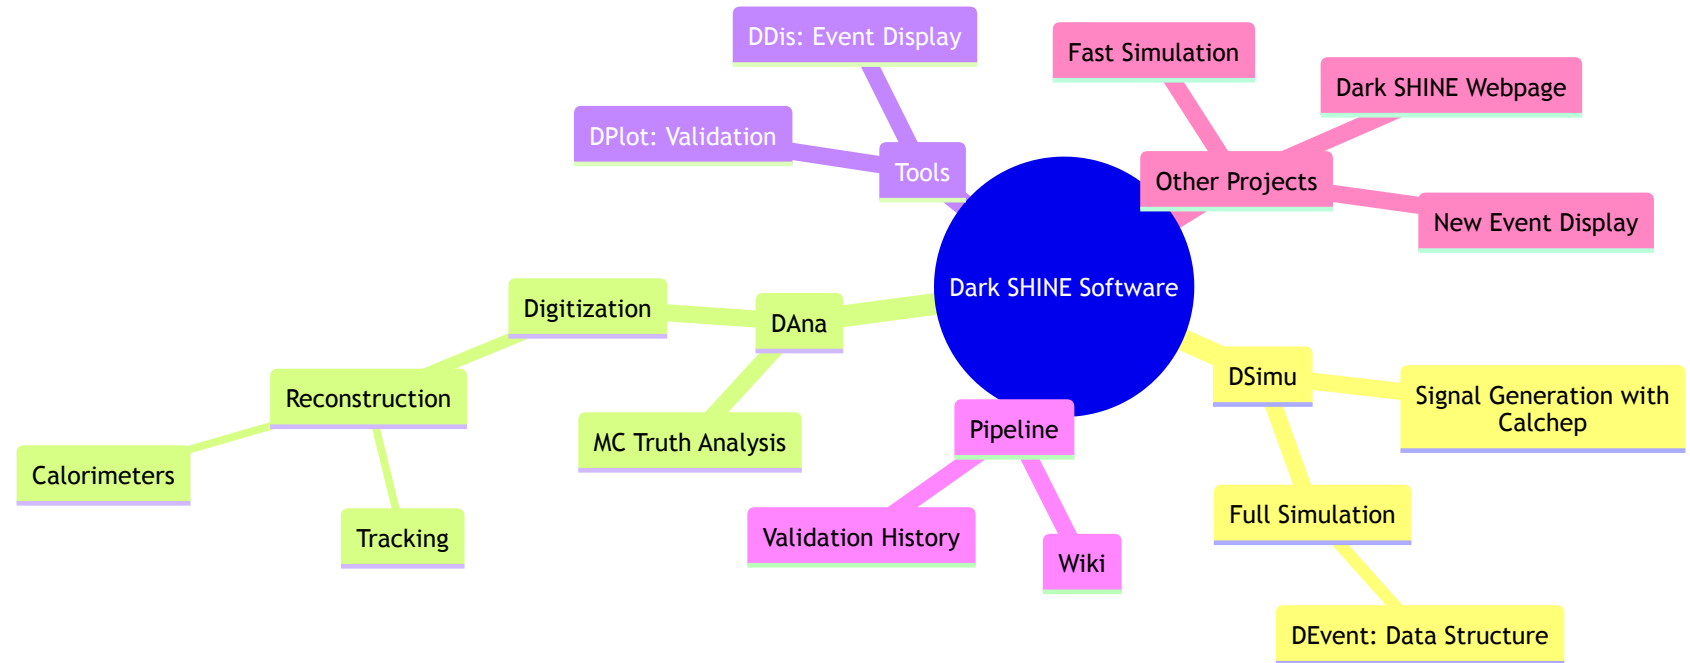 DDis: Event Display
Fast Simulation
Dark SHINE Webpage
DPlot: Validation
Tools
Other Projects
New Event Display
Dark SHINE Software
Digitization
DAna
DSimu
Reconstruction
Signal Generation with
Calchep
Pipeline
MC Truth Analysis
Calorimeters
Full Simulation
Tracking
Validation History
Wiki
DEvent: Data Structure